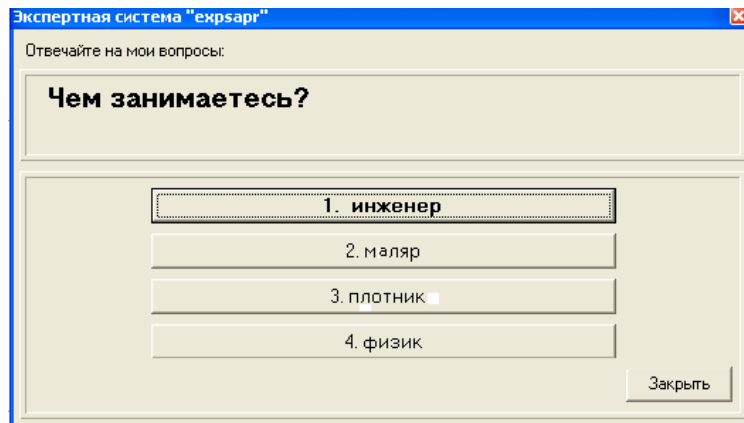 Экспертная система "expsapr"
Отвечайте на мои вопросы:
Чем занимаетесь?
1. инженер
2. маляр
3. плотник
4. физик
Закрыть